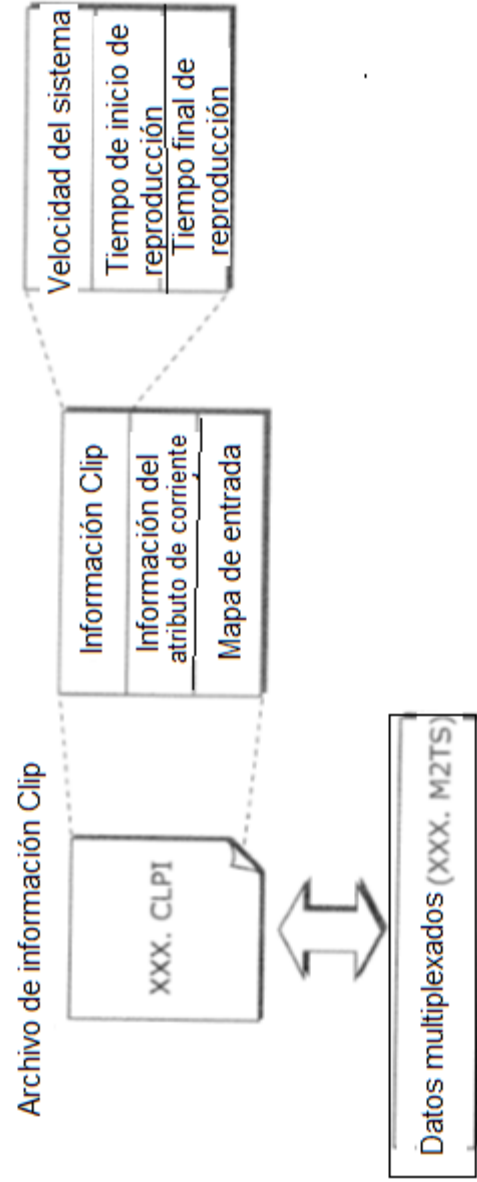 Archivo de información Clip
XXX. CLPI
Datos multiplexados (XXX. M2TS)
Información Clip
Información del
atributo de corriente
Mapa de entrada
Velocidad del sistema
Tiempo de inicio de
reproducción
Tiempo final de
reproducción